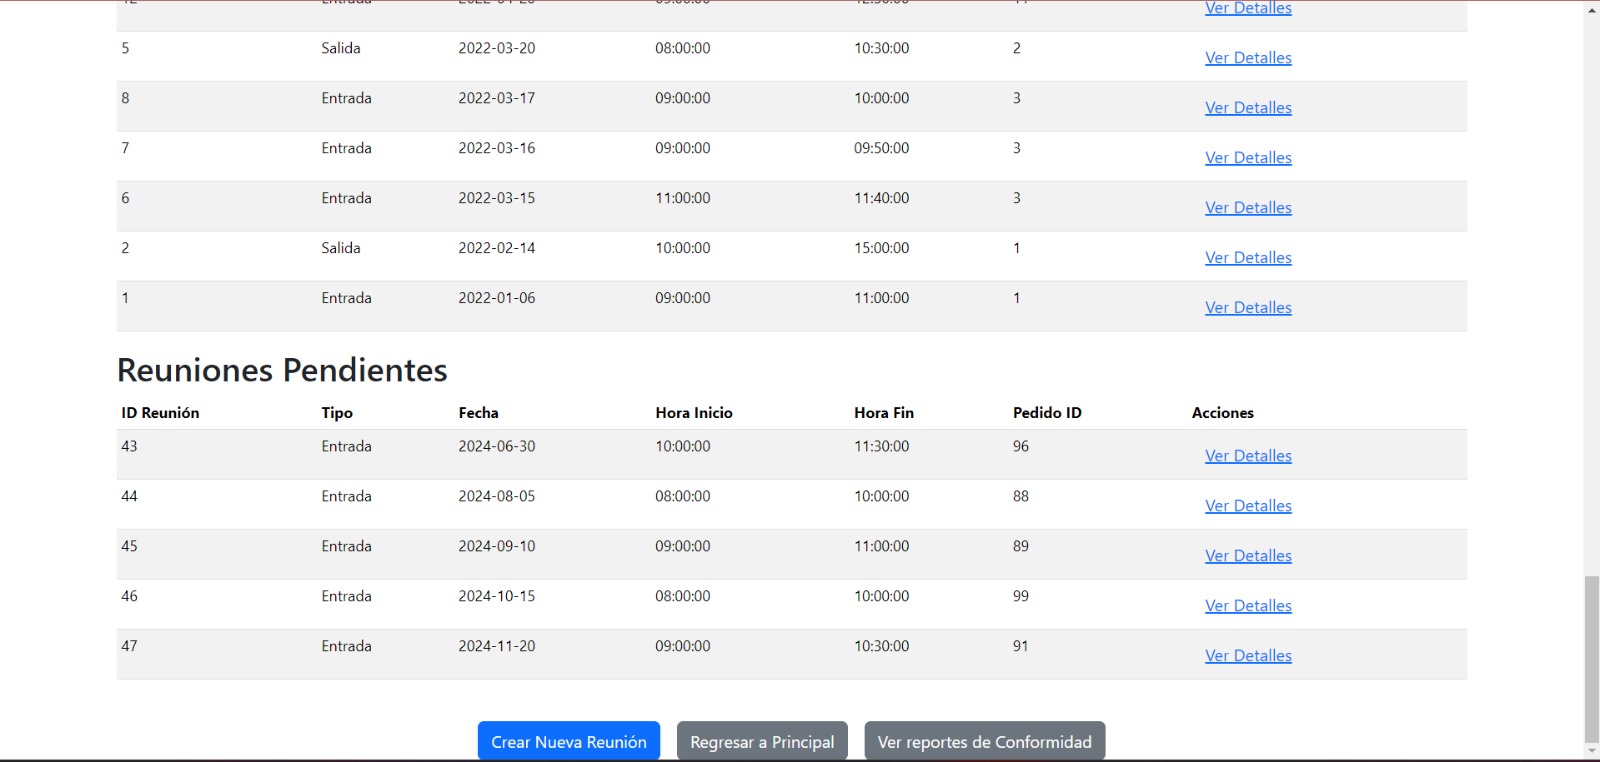 Ver Detalles
5 Salida 2022-03-20 08:00:00 10:30:00 2 Ver Detalles
8 Entrada 2022-03-17 09:00:00 10:00:00 3 Ver Detalles
7 Entrada 2022-03-16 09:00:00 09:50:00 3 Ver Detalles
6 Entrada 2022-03-15 11:00:00 11:40:00 3 Ver Detalles
2 Salida 2022-02-14 10:00:00 15:00:00 1 Ver Detalles
1 Entrada 2022-01-06 09:00:00 11:00:00 1 Ver Detalles
Reuniones Pendientes
ID Reunión Tipo Fecha Hora Inicio Hora Fin Pedido ID Acciones
43 Entrada 2024-06-30 10:00:00 11:30:00 96 Ver Detalles
44 Entrada 2024-08-05 08:00:00 10:00:00 88 Ver Detalles
45 Entrada 2024-09-10 09:00:00 11:00:00 89 Ver Detalles
46 Entrada 2024-10-15 08:00:00 10:00:00 99 Ver Detalles
47 Entrada 2024-11-20 09:00:00 10:30:00 91 Ver Detalles
Crear Nueva Reunión Regresar a Principal Ver reportes de Conformidad